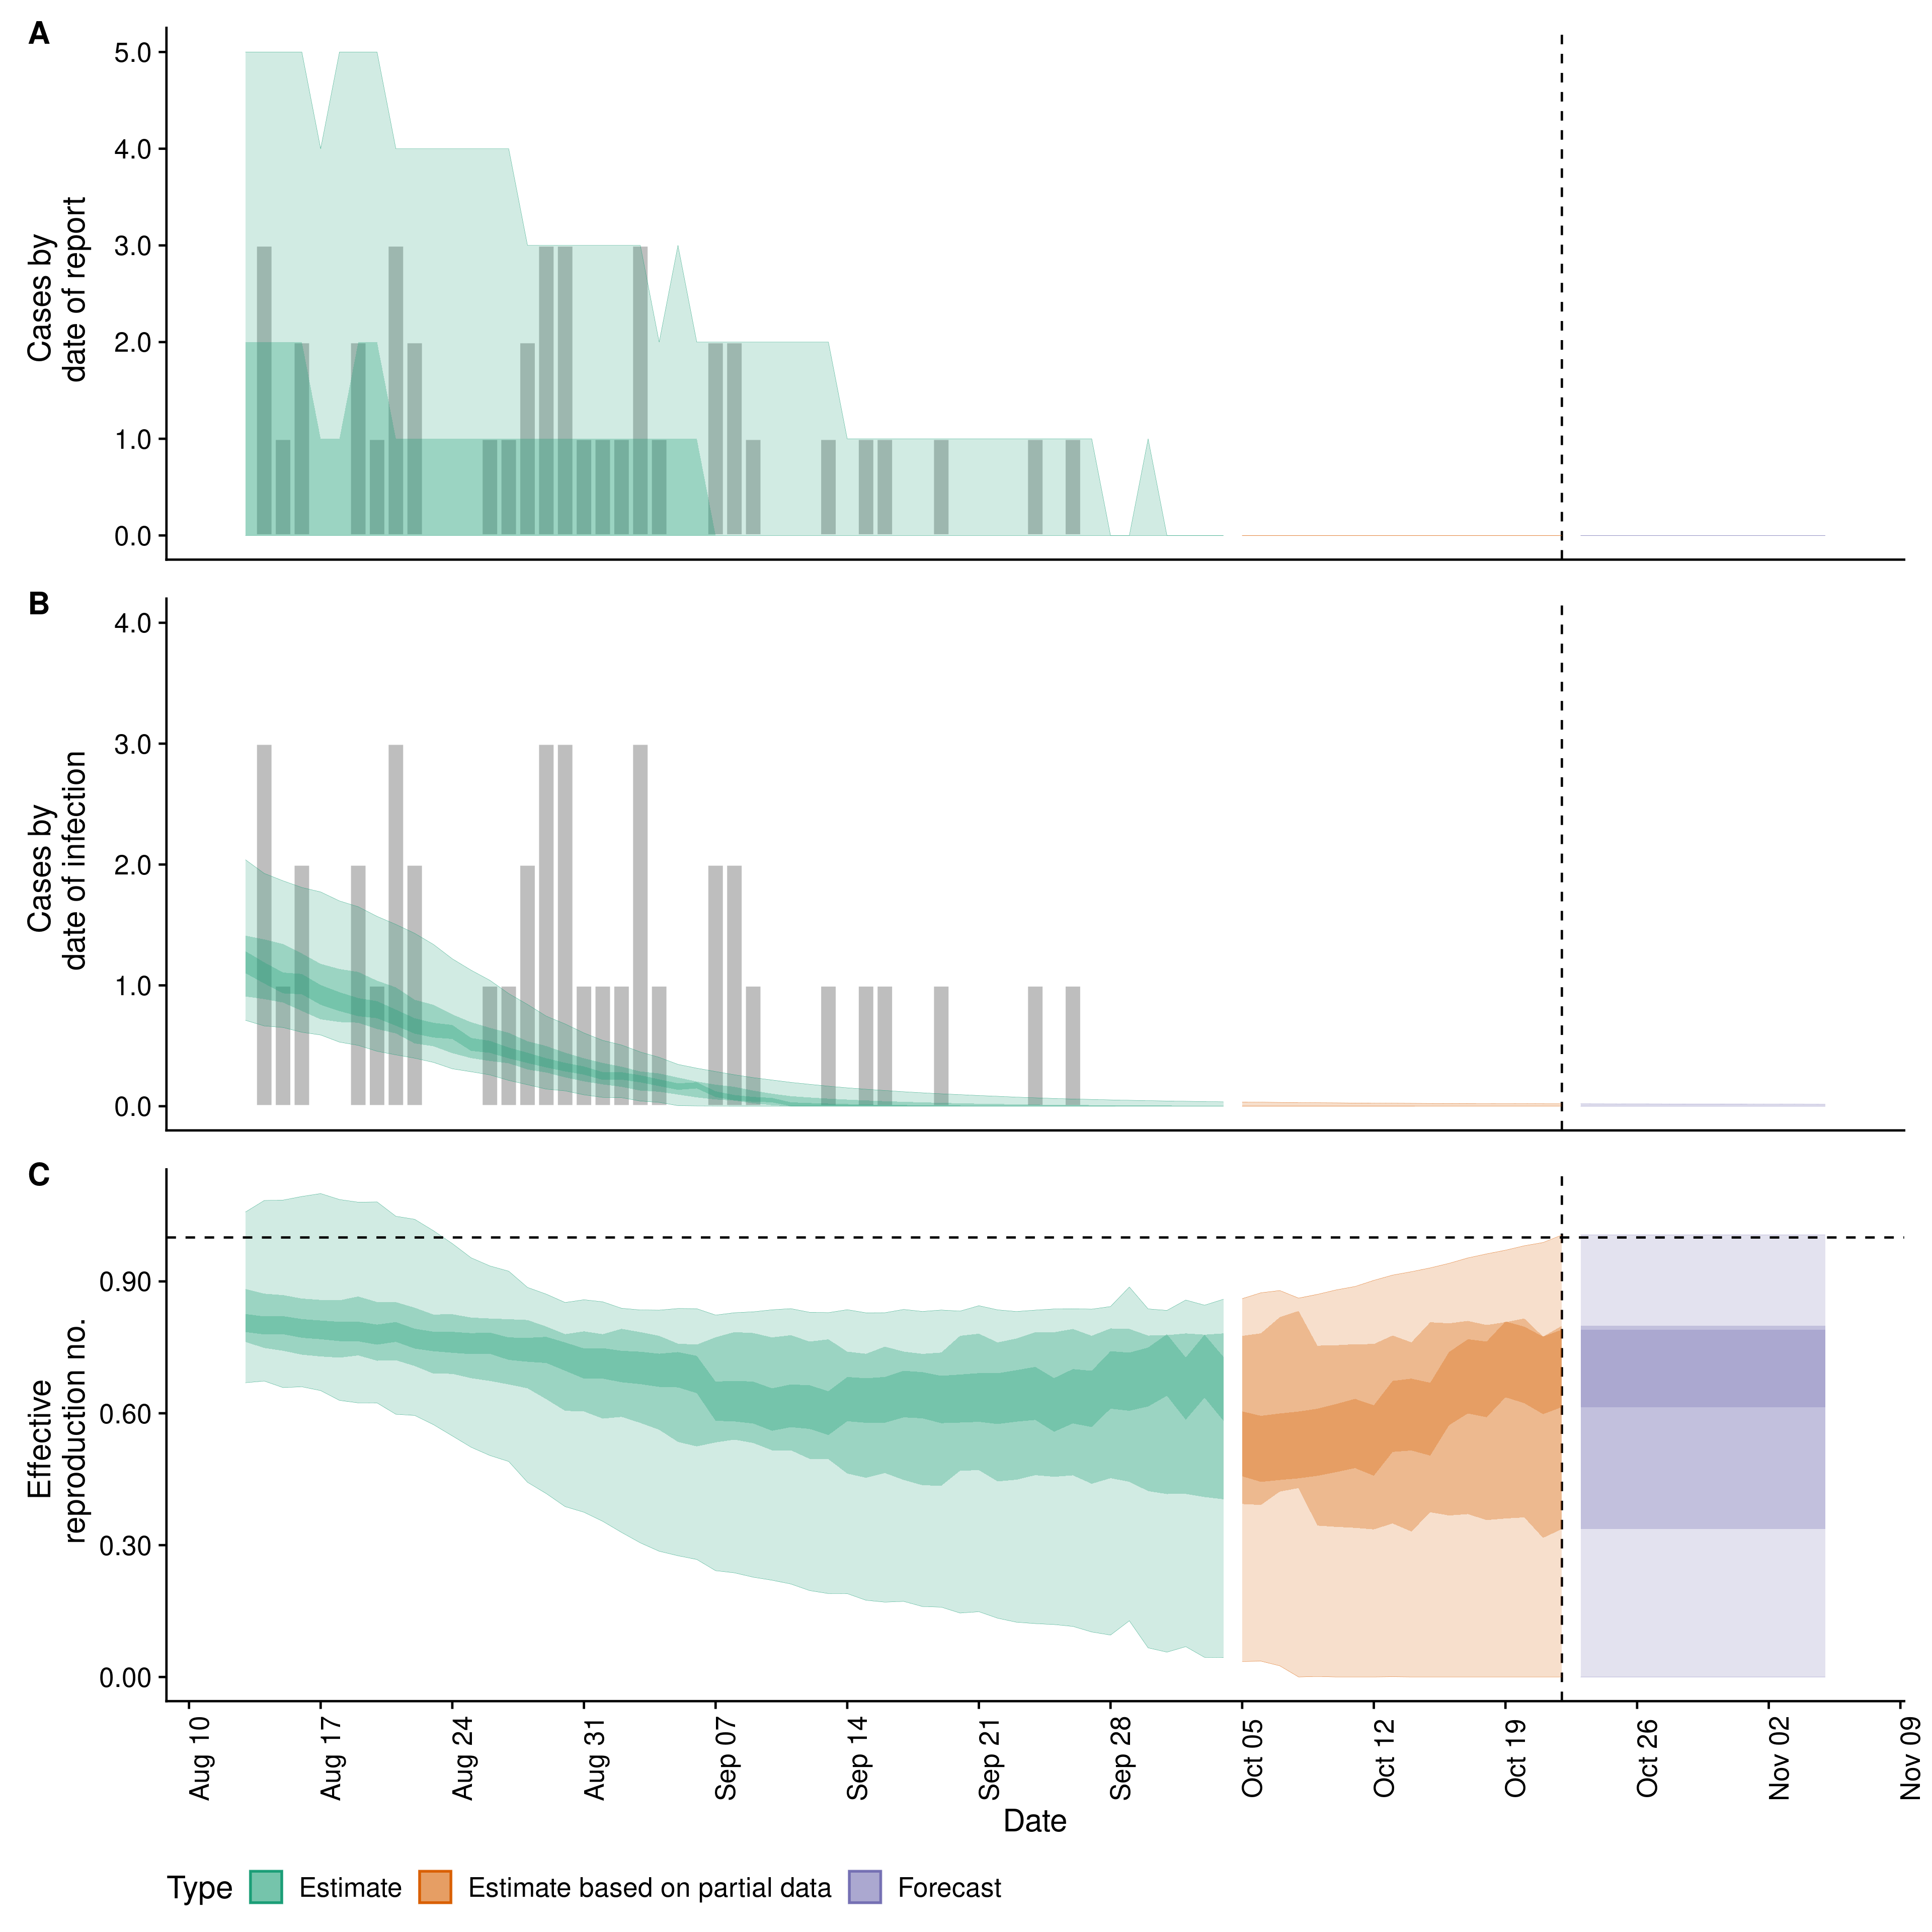 A
5.0
4.0
3.0
2.0
1.0
0.0
Cases by
date of report
B
4.0
3.0
2.0
1.0
0.0
Cases by
date of infection
C
0.90
0.60
0.30
0.00
Effective
reproduction no.
Aug 10
Aug 17
Aug 24
Aug 31
Sep 07
Sep 14
Sep 21
Sep 28
Oct 05
Oct 12
Oct 19
Oct 26
Nov 02
Nov 09
Date
Type Estimate Estimate based on partial data Forecast